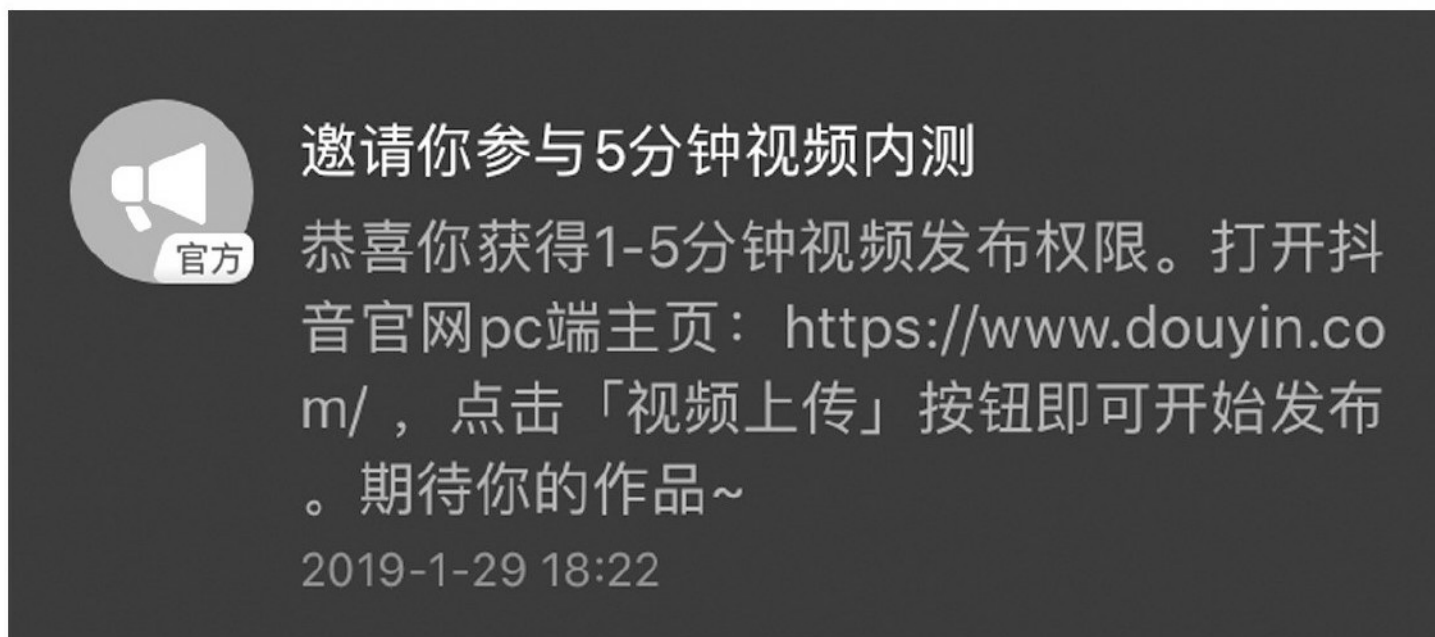 邀请你参与5分钟视频内测
官方
恭喜你获得1-5分钟视频发布权限。打开抖
音官网pc端主页：https://www.douyin.co
m/ ，点击「视频上传」按钮即可开始发布
。期待你的作品~
2019-1-29 18:22